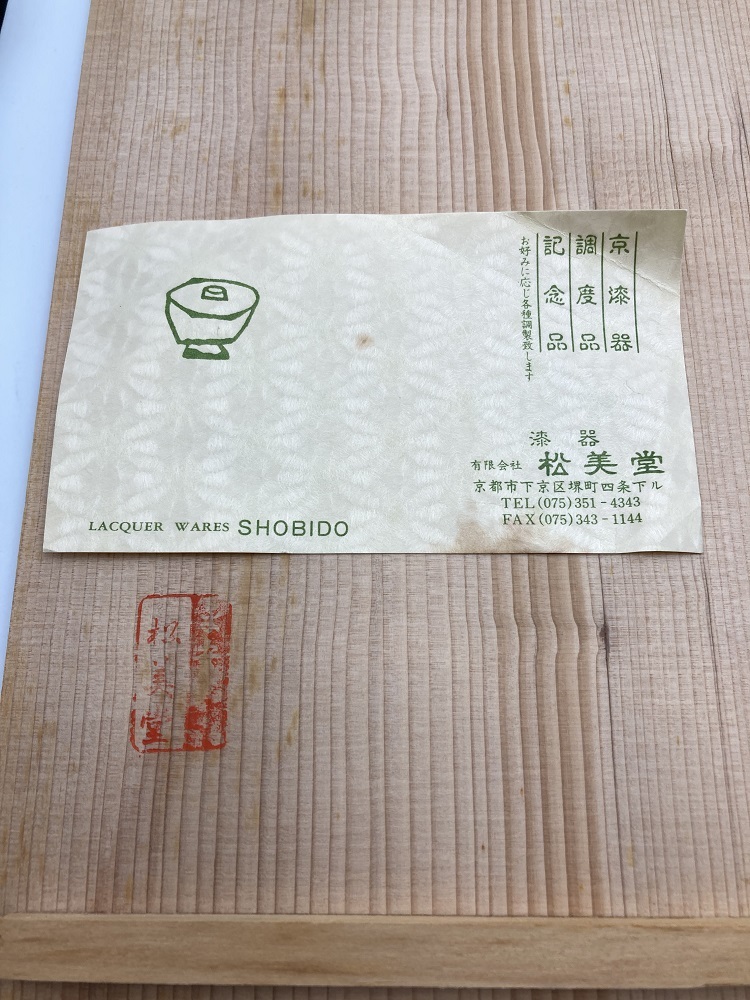 京漆器
調度品
記念品
お好みに応じ各種調製致します
漆器
有限会社 松美堂
京都市下京区堺町四条下ル
TEL(075)351-4343
FAX(075)343-1144
LACQUER WARES SHOBIDO
松美堂